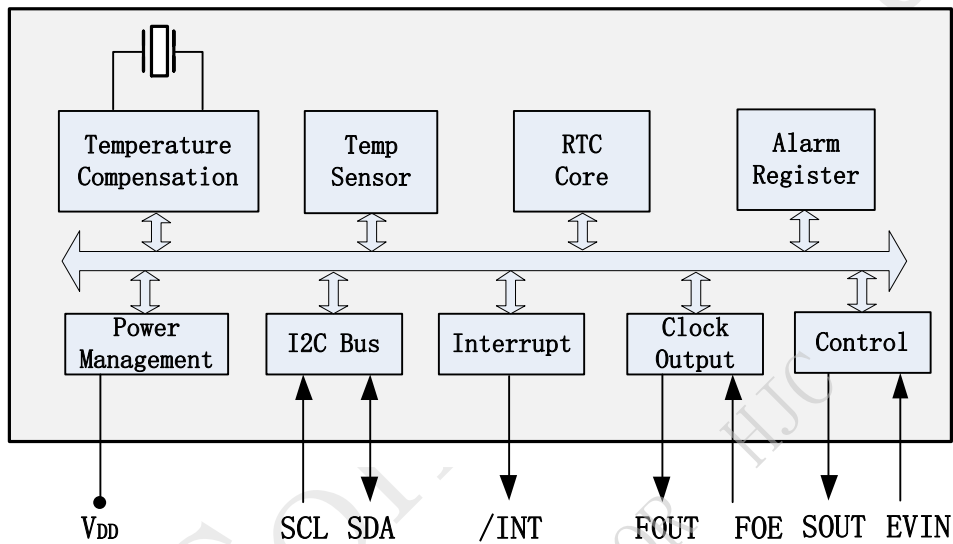 Temperature
Compensation
Temp
Sensor
RTC
Core
Alarm
Register
Power
Management
I2C Bus
Interrupt
Clock
Output
Control
VDD
SCL
SDA
/INT
FOUT
FOE
SOUT
EVIN
HJC